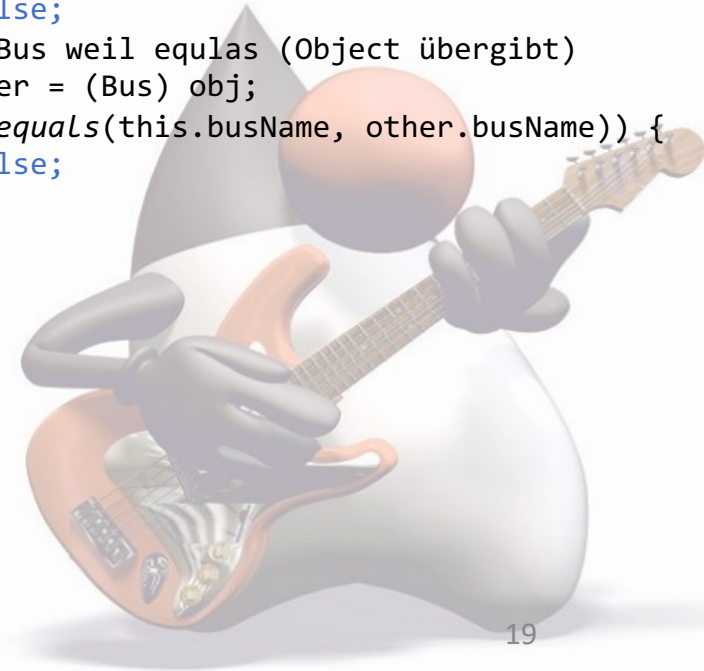 lse;
Bus weil equlas (Object übergibt)
er = (Bus) obj;
equals(this.busName, other.busName)) {
lse;
19